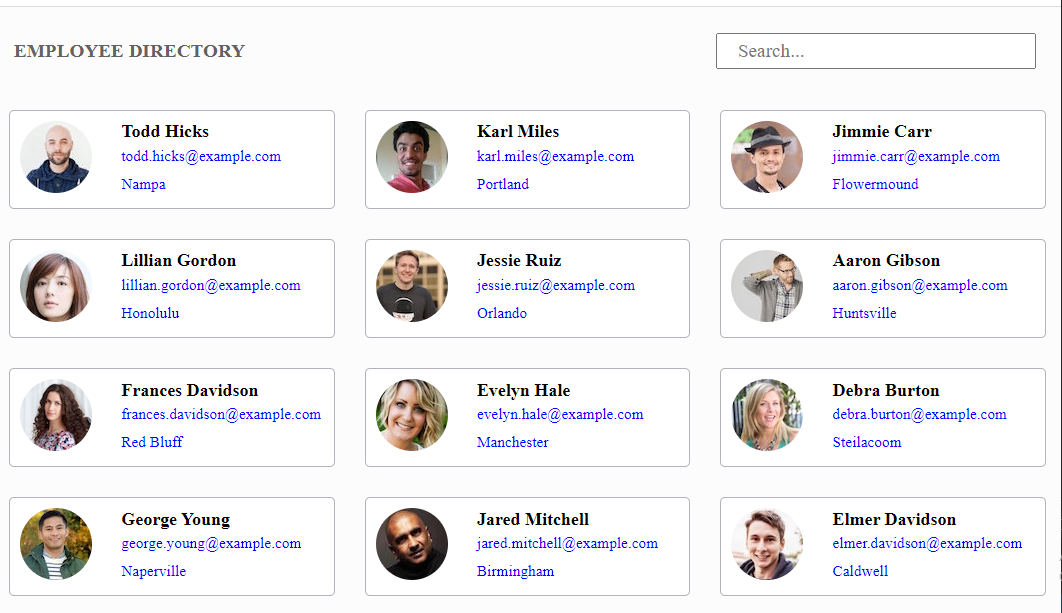 EMPLOYEE DIRECTORY
Search...
Todd Hicks
todd.hicks@example.com
Nampa
Karl Miles
karl.miles@example.com
Portland
Jimmie Carr
jimmie.carr@example.com
Flowermound
Lillian Gordon
lillian.gordon@example.com
Honolulu
Jessie Ruiz
jessie.ruiz@example.com
Orlando
Aaron Gibson
aaron.gibson@example.com
Huntsville
Frances Davidson
frances.davidson@example.com
Red Bluff
Evelyn Hale
evelyn.hale@example.com
Manchester
Debra Burton
debra.burton@example.com
Steilacoom
George Young
george.young@example.com
Naperville
Jared Mitchell
jared.mitchell@example.com
Birmingham
Elmer Davidson
elmer.davidson@example.com
Caldwell